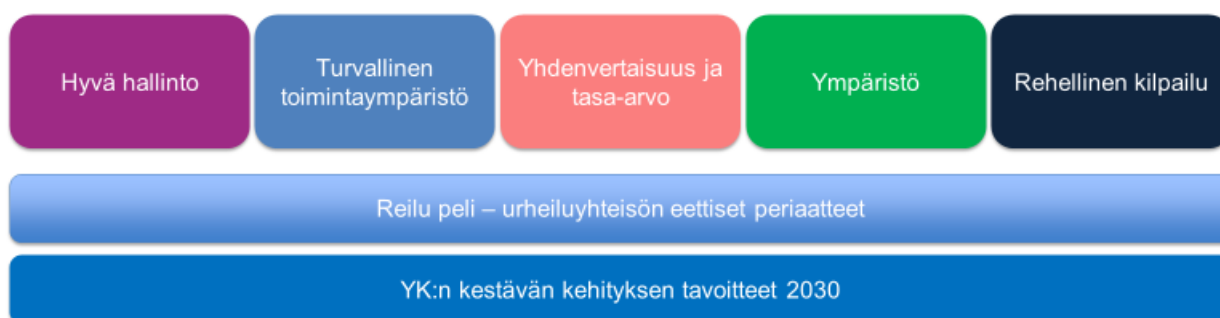 Hyvä hallinto
Turvallinen
toimintaympäristö
Yhdenvertaisuus ja
tasa-arvo
Ympäristö
Rehellinen kilpailu
Reilu peli – urheiluyhteisön eettiset periaatteet
YK:n kestävän kehityksen tavoitteet 2030